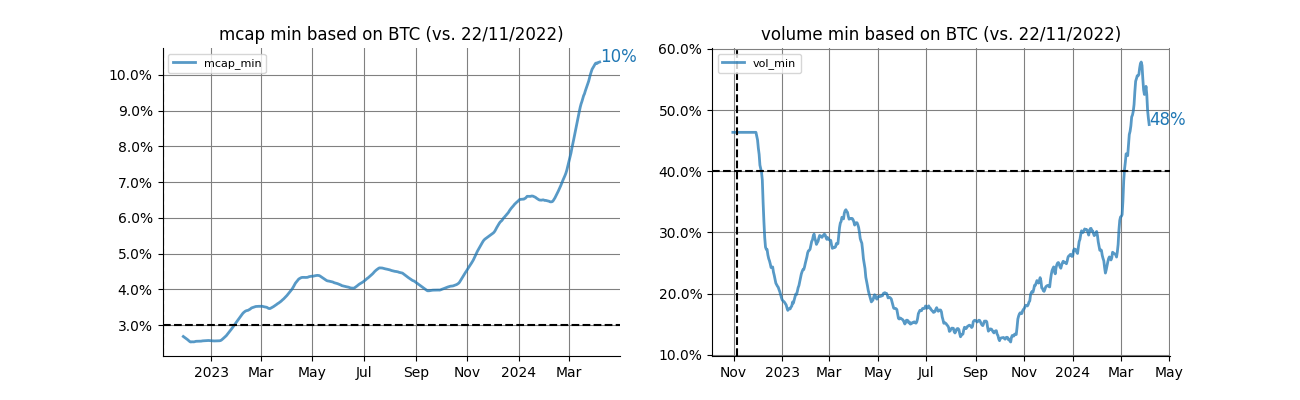 mcap min based on BTC (vs. 22/11/2022)
mcap_min
10%
10.0%
9.0%
8.0%
7.0%
6.0%
5.0%
4.0%
3.0%
2023 Mar May Jul Sep Nov 2024 Mar
volume min based on BTC (vs. 22/11/2022)
vol_min
60.0%
50.0%
48%
40.0%
30.0%
20.0%
10.0%
Nov 2023 Mar May Jul Sep Nov 2024 Mar May